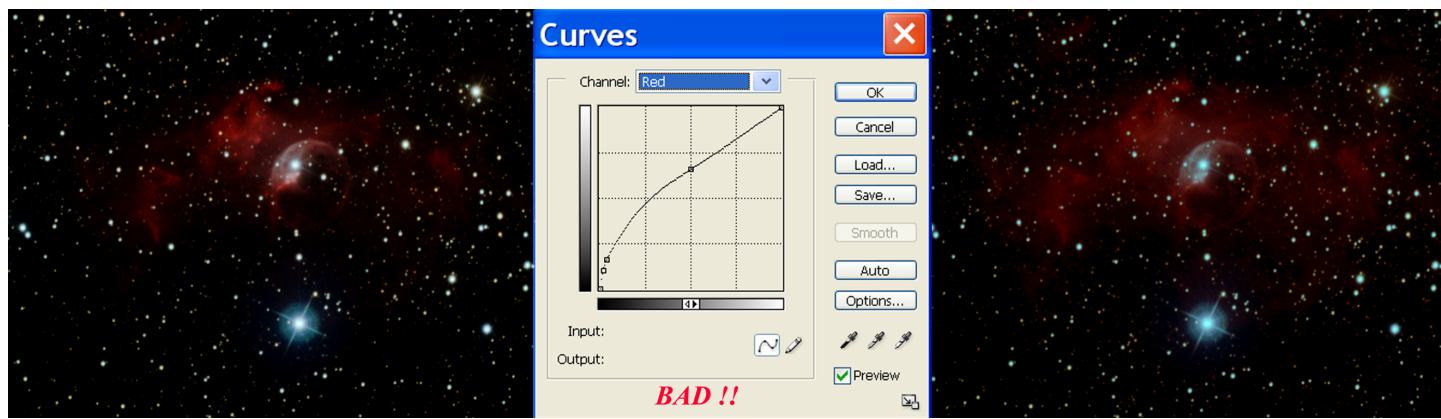 Curves
Channel: Red
OK
Cancel
Load...
Save...
Smooth
Auto
Options...
Input:
Output:
Preview
BAD !!